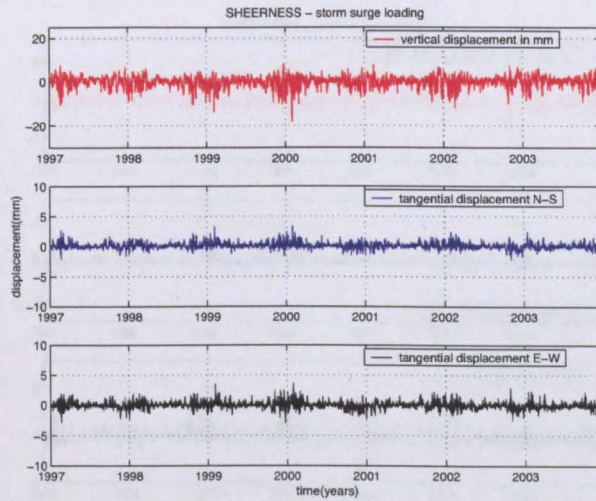 SHEERNESS – storm surge loading
vertical displacement in mm
20
0
−20
1997 1998 1999 2000 2001 2002 2003
tangential displacement N−S
10
5
0
−5
−10
displacement(mm)
1997 1998 1999 2000 2001 2002 2003
tangential displacement E−W
10
5
0
−5
−10
1997 1998 1999 2000 2001 2002 2003
time(years)